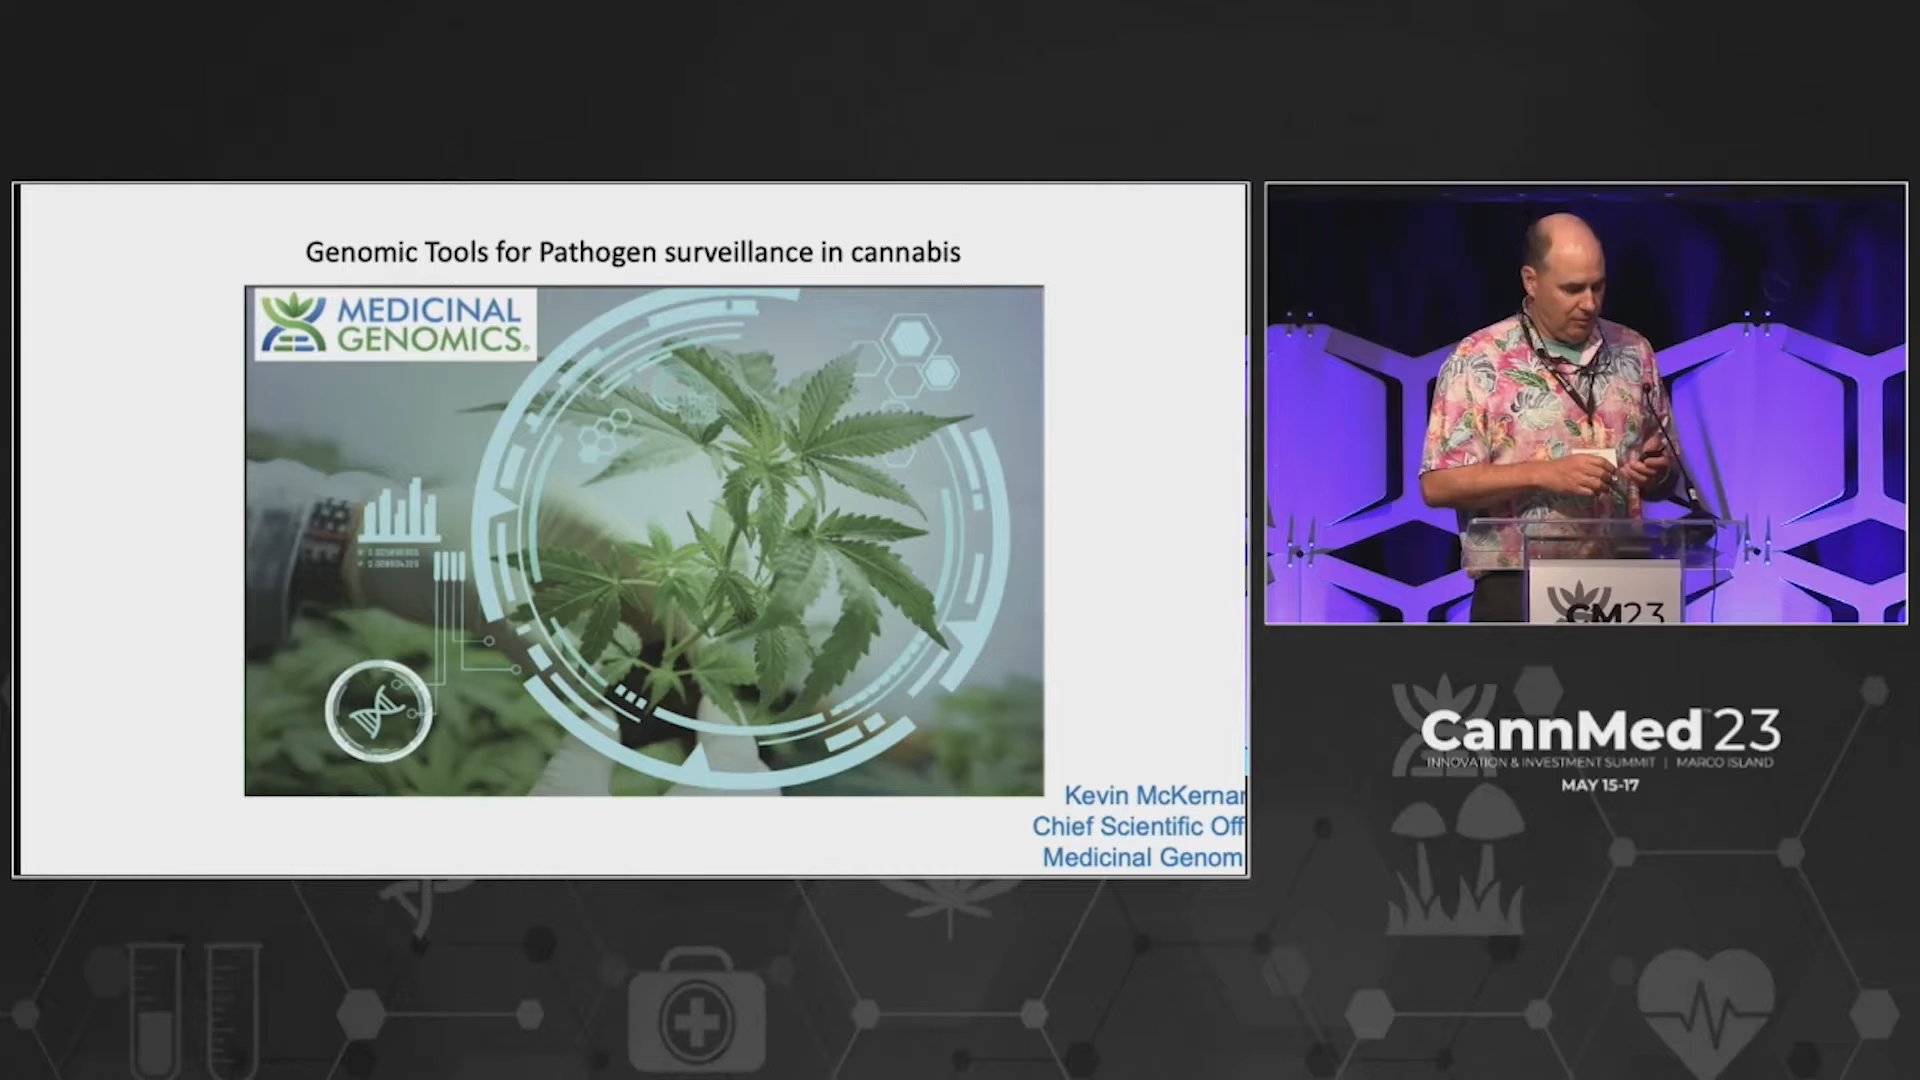 Genomic Tools for Pathogen surveillance in cannabis
MEDICINAL
GENOMICS®
Kevin McKernan
Chief Scientific Off
Medicinal Genom
CM23
CannMed 23
INNOVATION & INVESTMENT SUMMIT | MARCO ISLAND
MAY 15-17